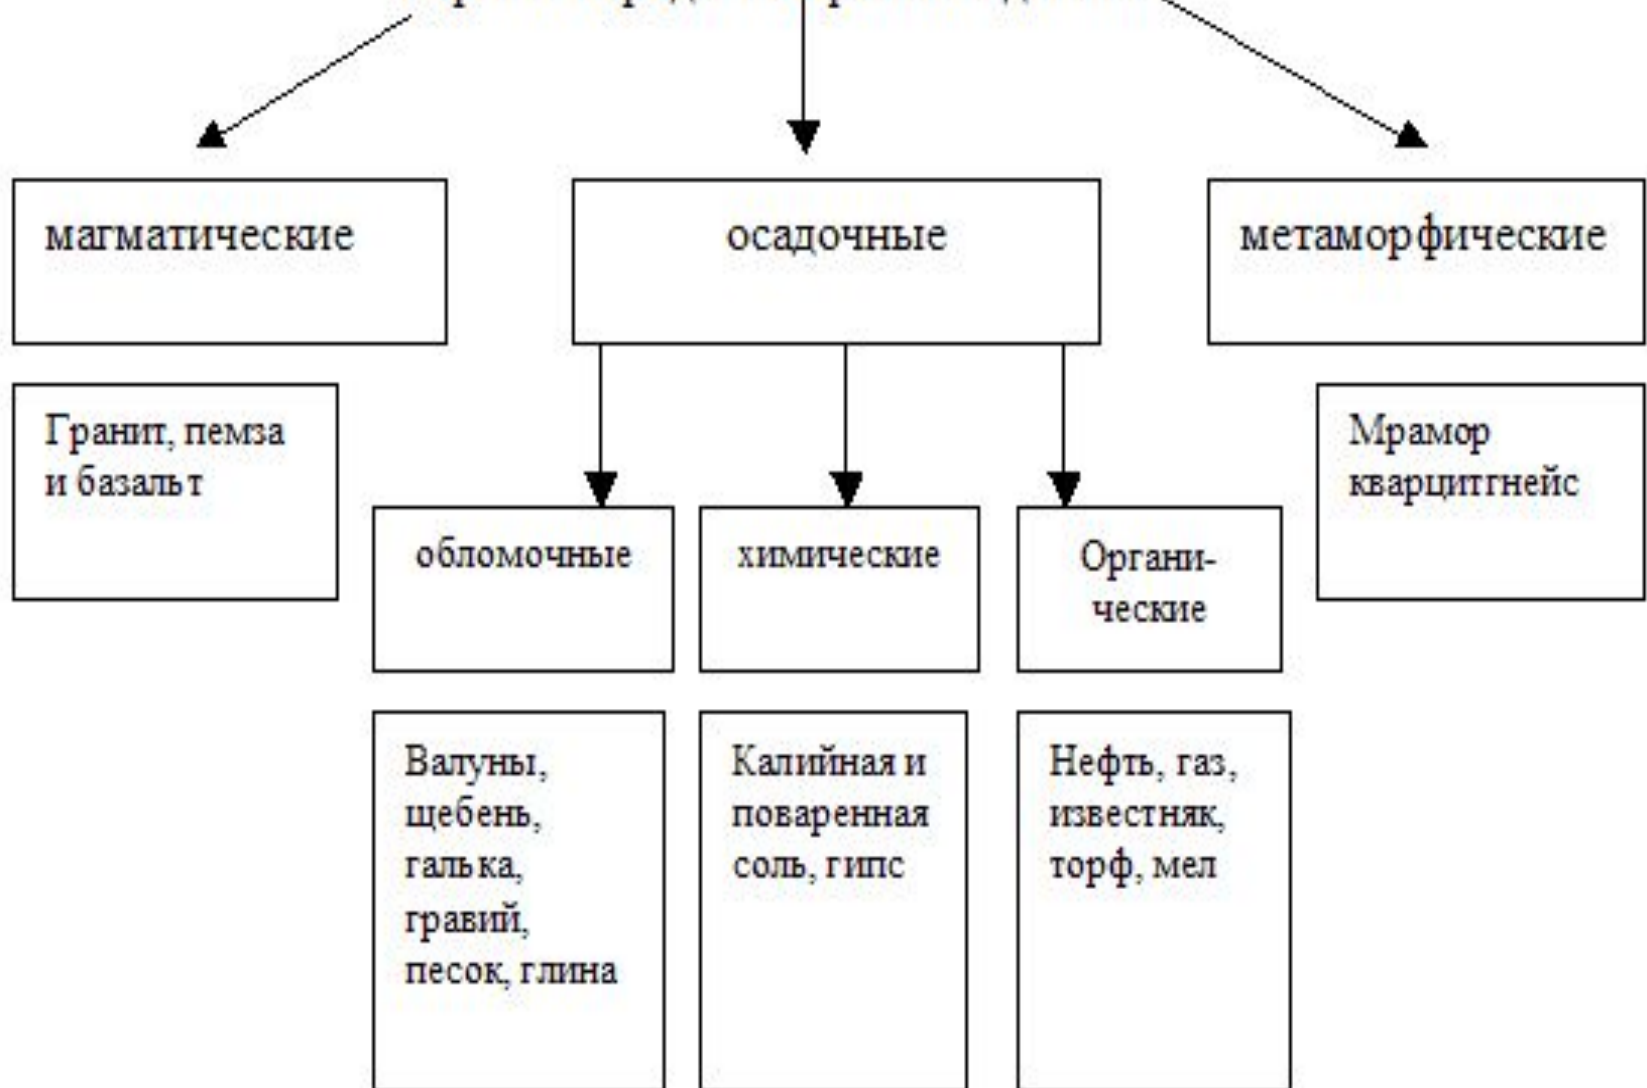 магматические
осадочные
метаморфические
Гранит, пемза
и базальт
Мрамор
кварцитгнейс
обломочные
химические
Органи-
ческие
Валуны,
щебень,
галька,
гравий,
песок, глина
Калийная и
поваренная
соль, гипс
Нефть, газ,
известняк,
торф, мел